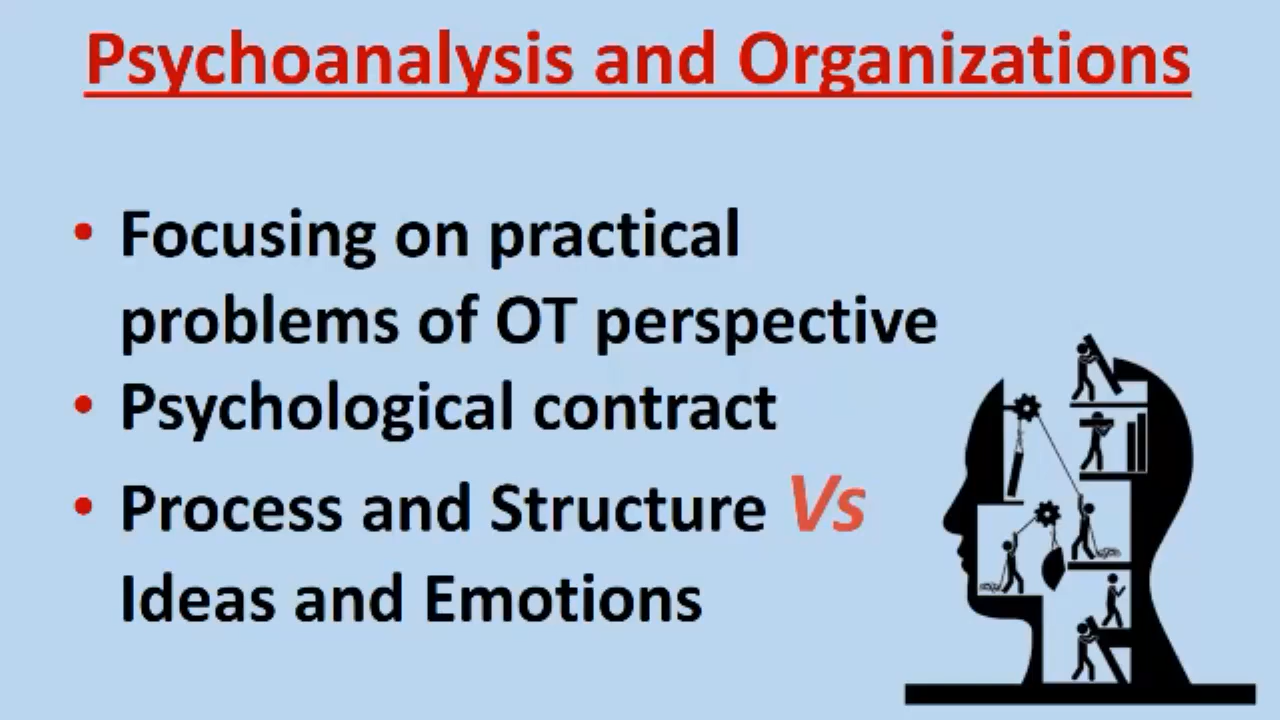 Psychoanalysis and Organizations
• Focusing on practical
problems of OT perspective
• Psychological contract
• Process and Structure Vs
Ideas and Emotions